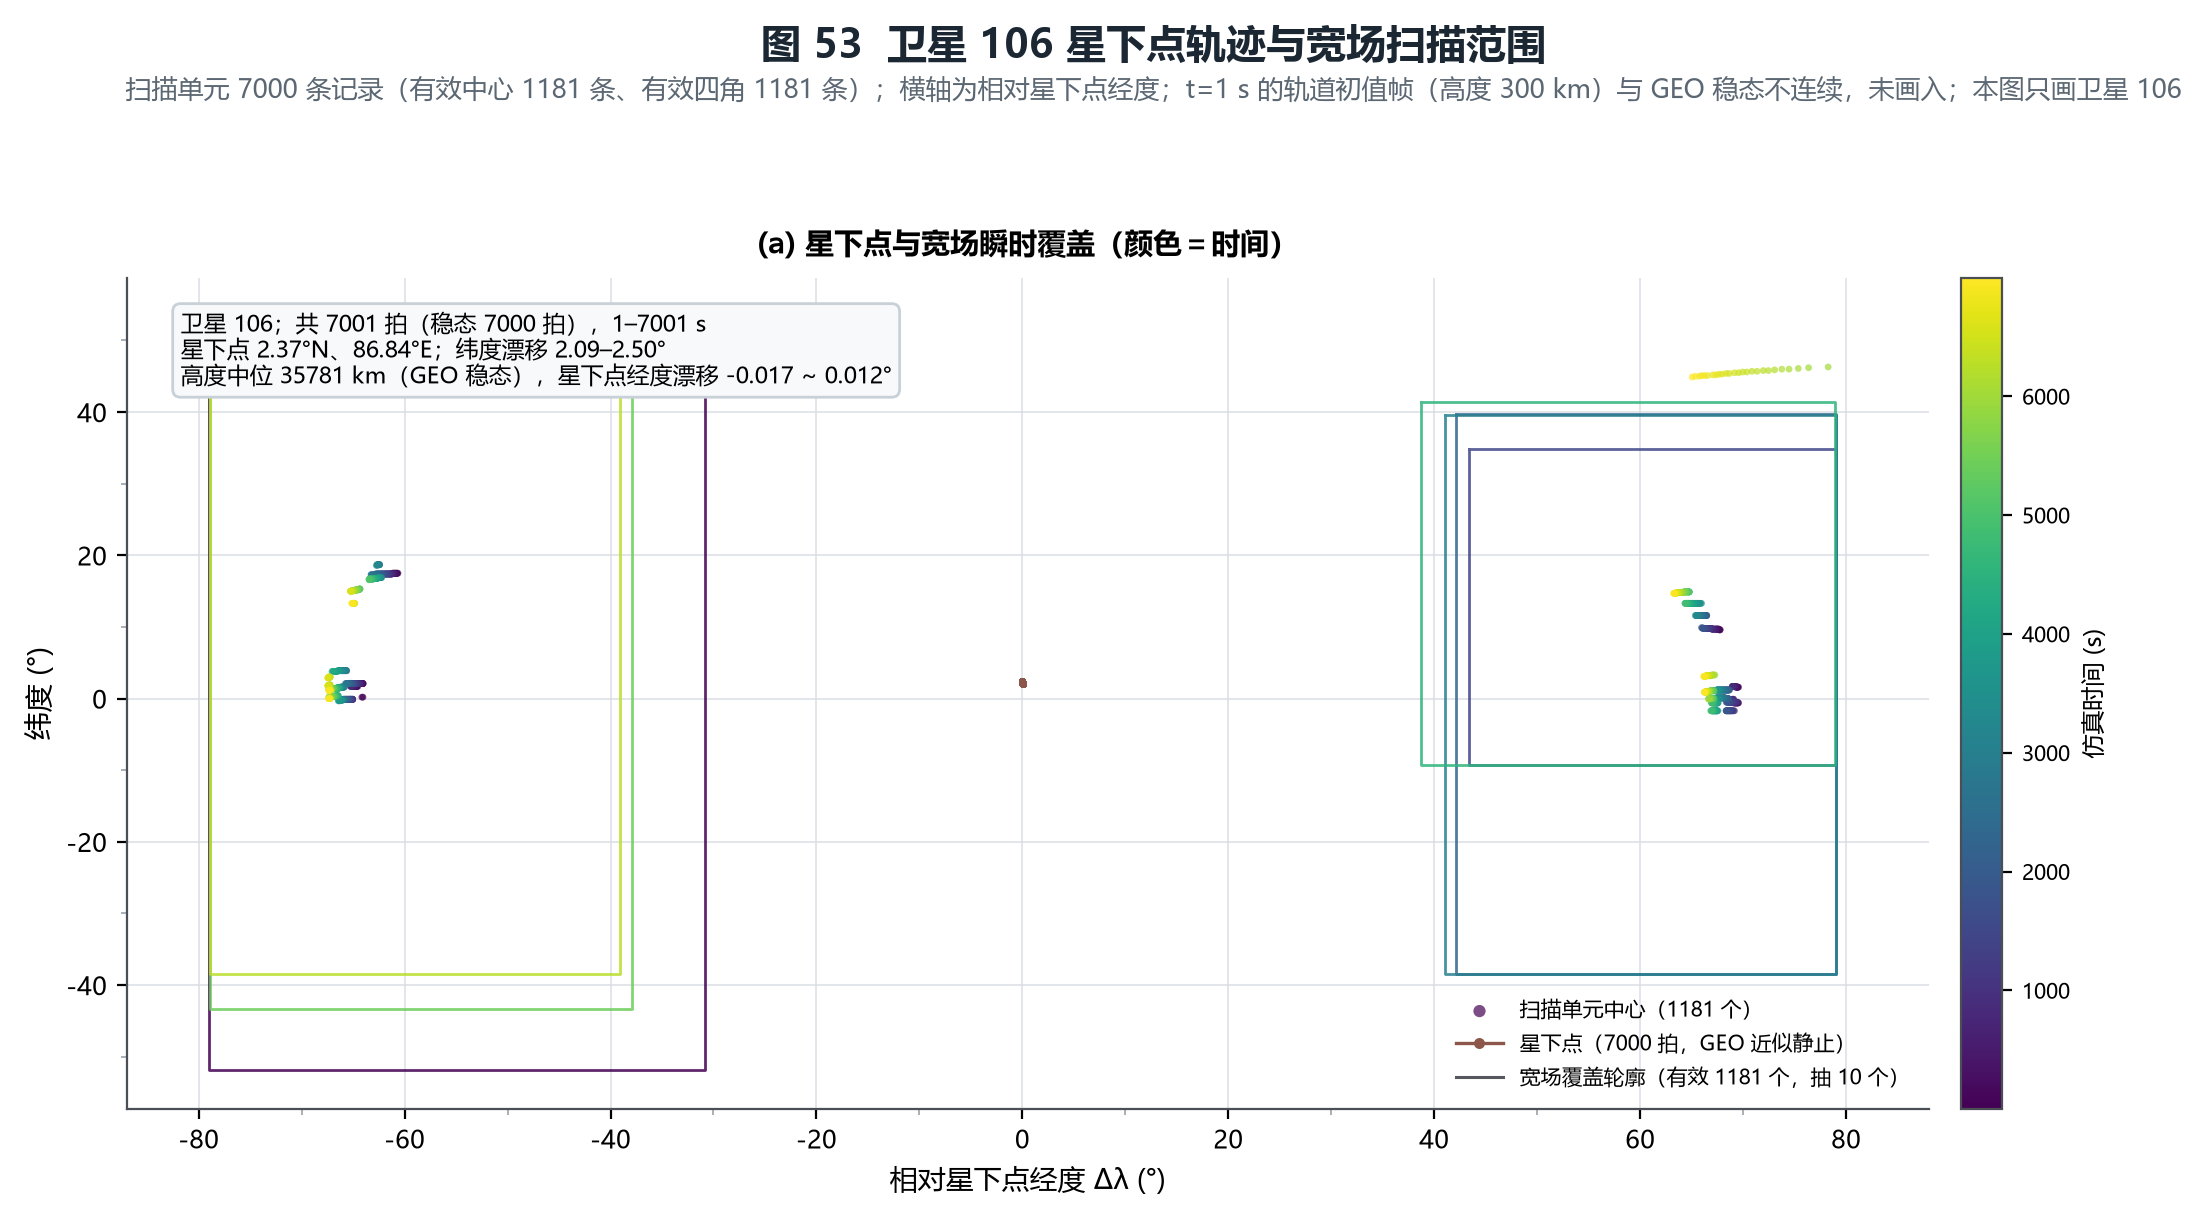 图 53 卫星 106 星下点轨迹与宽场扫描范围
扫描单元 7000 条记录（有效中心 1181 条、有效四角 1181 条）；横轴为相对星下点经度；t=1 s 的轨道初值帧（高度 300 km）与 GEO 稳态不连续，未画入；本图只画卫星 106
(a) 星下点与宽场瞬时覆盖（颜色 = 时间）
卫星 106；共 7001 拍（稳态 7000 拍），1–7001 s
星下点 2.37°N、86.84°E；纬度漂移 2.09–2.50°
高度中位 35781 km（GEO 稳态），星下点经度漂移 -0.017 ~ 0.012°
纬度 (°)
40
20
0
-20
-40
-80
-60
-40
-20
0
20
40
60
80
相对星下点经度 Δλ (°)
扫描单元中心（1181 个）
星下点（7000 拍，GEO 近似静止）
宽场覆盖轮廓（有效 1181 个，抽 10 个）
6000
5000
4000
3000
2000
1000
仿真时间 (s)